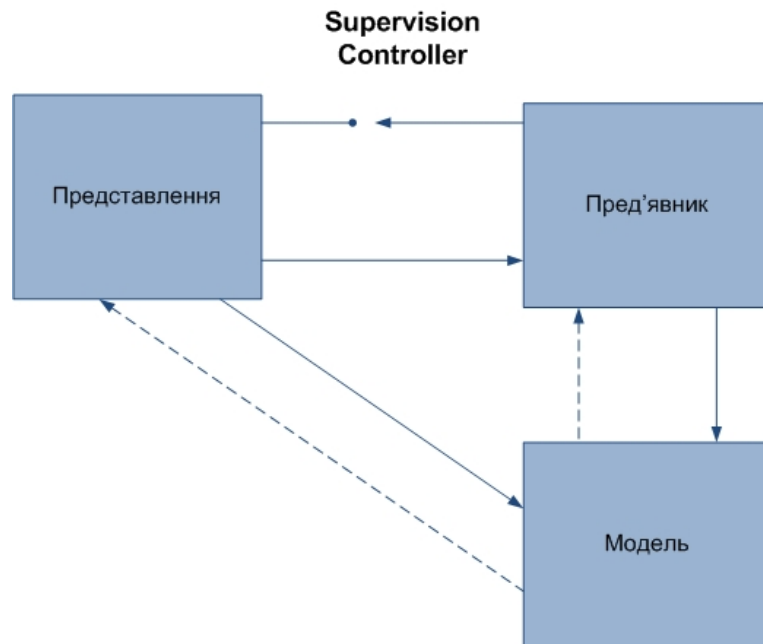 Supervision
Controller
Представлення
Пред’явник
Модель